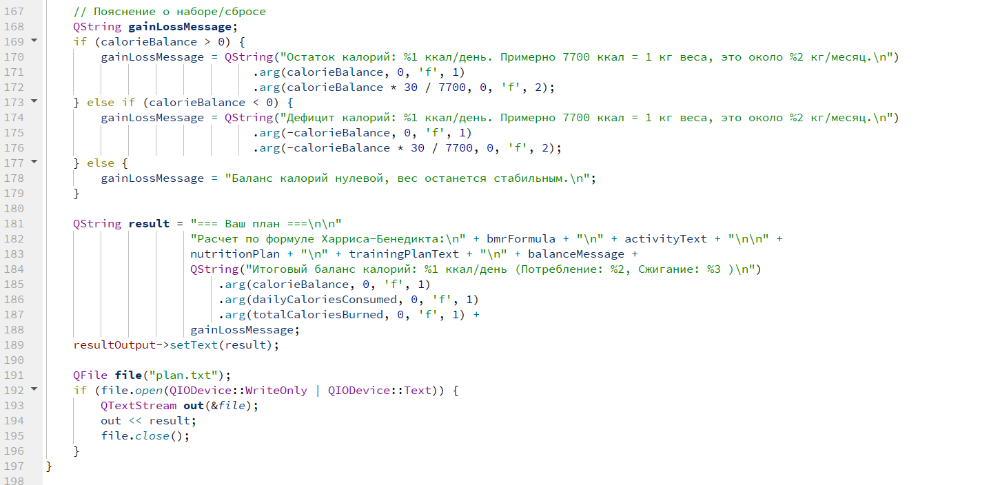 167 // Пояснение о наборе/сбросе
168 QString gainLossMessage;
169 if (calorieBalance > 0) {
170 gainLossMessage = QString("Остаток калорий: %1 ккал/день. Примерно 7700 ккал = 1 кг веса, это около %2 кг/месяц.\n")
171 .arg(calorieBalance, 0, 'f', 1)
172 .arg(calorieBalance * 30 / 7700, 0, 'f', 2);
173 } else if (calorieBalance < 0) {
174 gainLossMessage = QString("Дефицит калорий: %1 ккал/день. Примерно 7700 ккал = 1 кг веса, это около %2 кг/месяц.\n")
175 .arg(-calorieBalance, 0, 'f', 1)
176 .arg(-calorieBalance * 30 / 7700, 0, 'f', 2);
177 } else {
178 gainLossMessage = "Баланс калорий нулевой, вес останется стабильным.\n";
179 }
180
181 QString result = "=== Ваш план ===\n\n"
182 "Расчет по формуле Харриса-Бенедикта:\n" + bmrFormula + "\n" + activityText + "\n\n" +
183 nutritionPlan + "\n" + trainingPlanText + "\n" + balanceMessage +
184 QString("Итоговый баланс калорий: %1 ккал/день (Потребление: %2, Сжигание: %3 )\n")
185 .arg(calorieBalance, 0, 'f', 1)
186 .arg(dailyCaloriesConsumed, 0, 'f', 1)
187 .arg(totalCaloriesBurned, 0, 'f', 1) +
188 gainLossMessage;
189 resultOutput->setText(result);
190
191 QFile file("plan.txt");
192 if (file.open(QIODevice::WriteOnly | QIODevice::Text)) {
193 QTextStream out(&file);
194 out << result;
195 file.close();
196 }
197 }
198